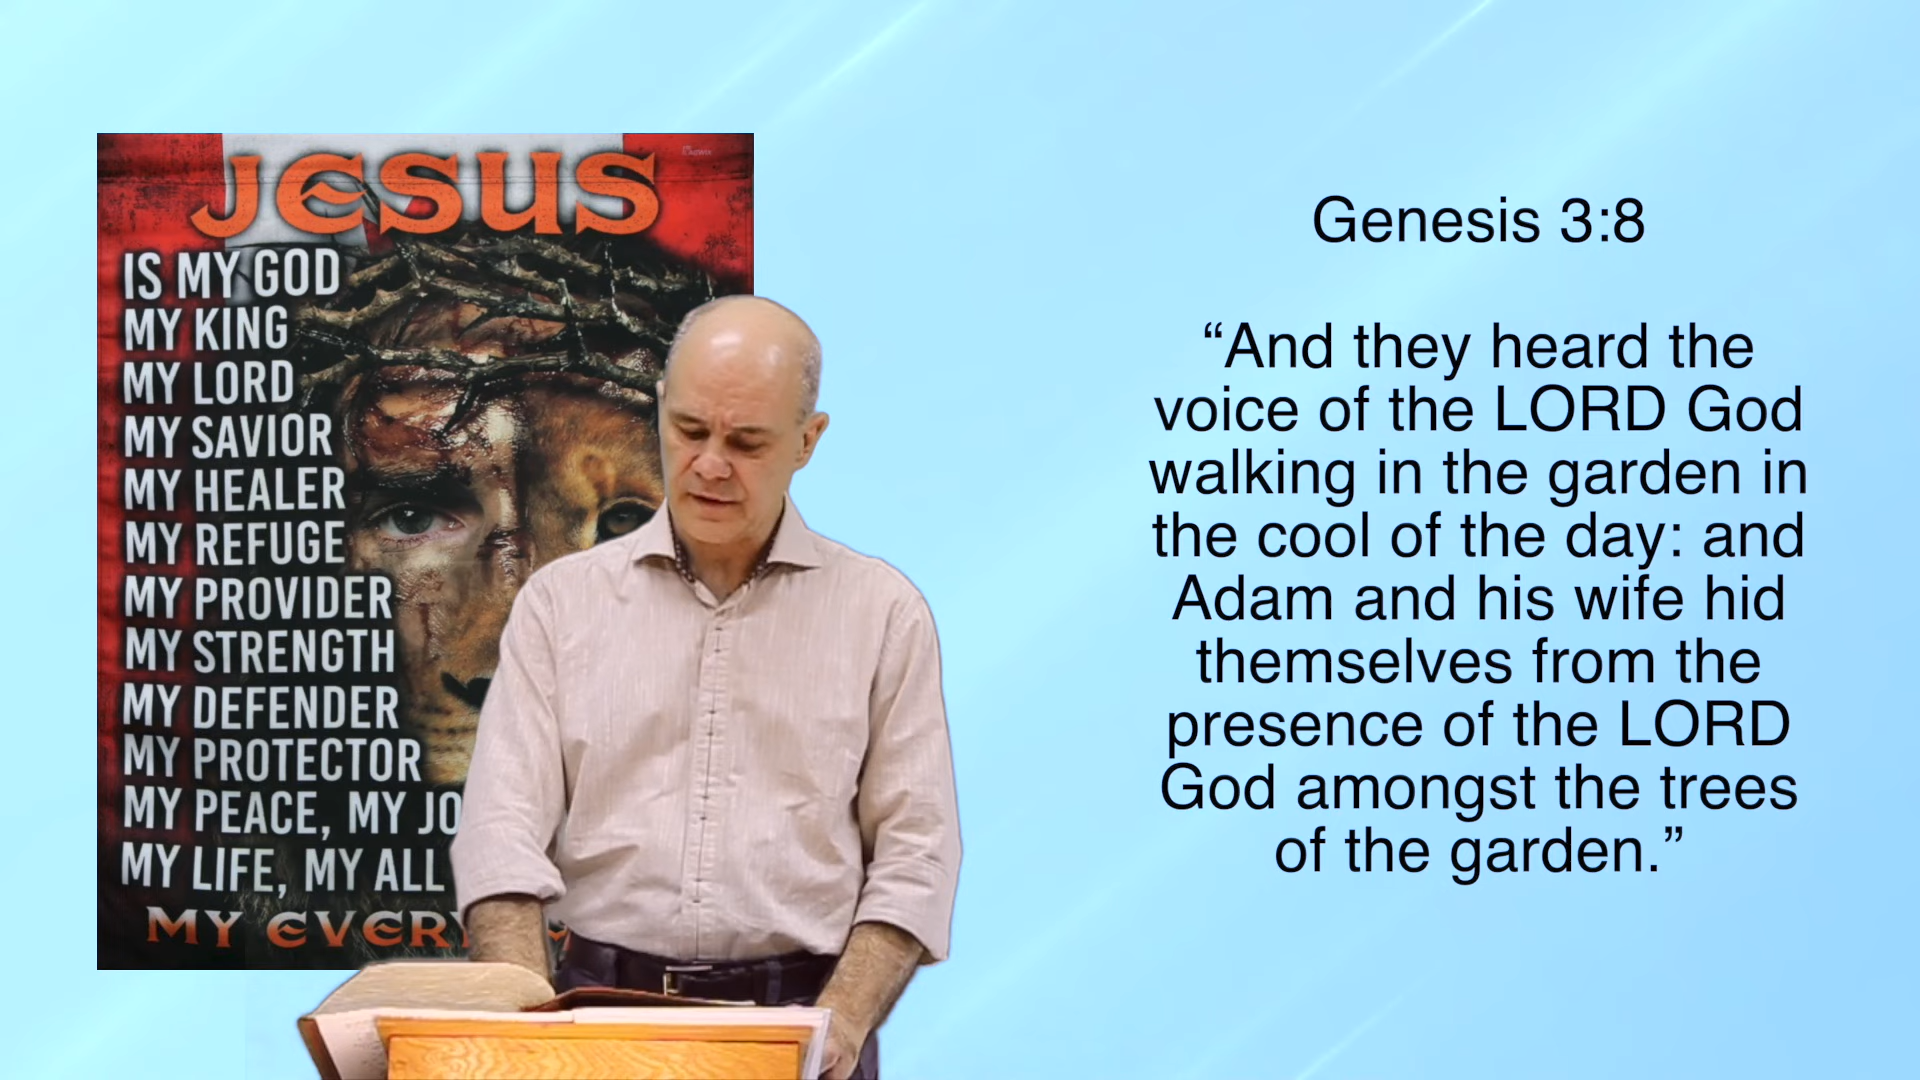 JESUS
IS MY GOD
MY KING
MY LORD
MY SAVIOR
MY HEALER
MY REFUGE
MY PROVIDER
MY STRENGTH
MY DEFENDER
MY PROTECTOR
MY PEACE, MY JO
MY LIFE, MY ALL
MY EVERY
Genesis 3:8
“And they heard the
voice of the LORD God
walking in the garden in
the cool of the day: and
Adam and his wife hid
themselves from the
presence of the LORD
God amongst the trees
of the garden.”